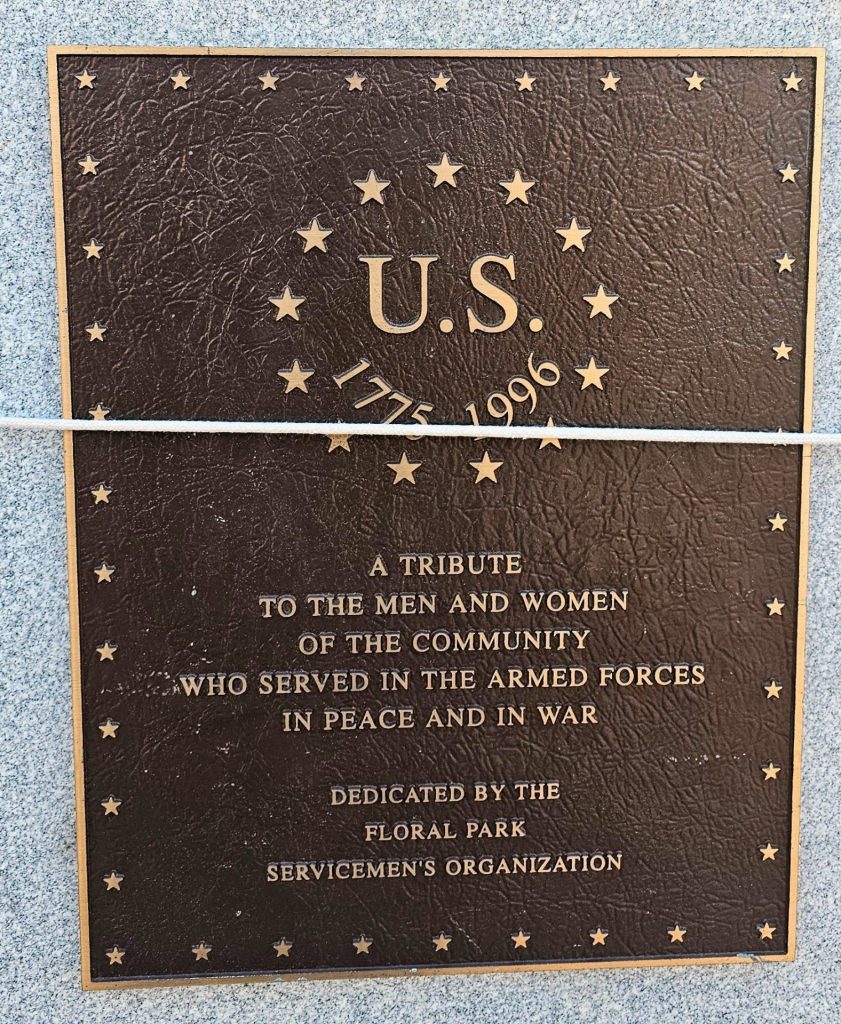 U.S.
1775 1996
A TRIBUTE
TO THE MEN AND WOMEN
OF THE COMMUNITY
WHO SERVED IN THE ARMED FORCES
IN PEACE AND IN WAR
DEDICATED BY THE
FLORAL PARK
SERVICEMEN'S ORGANIZATION